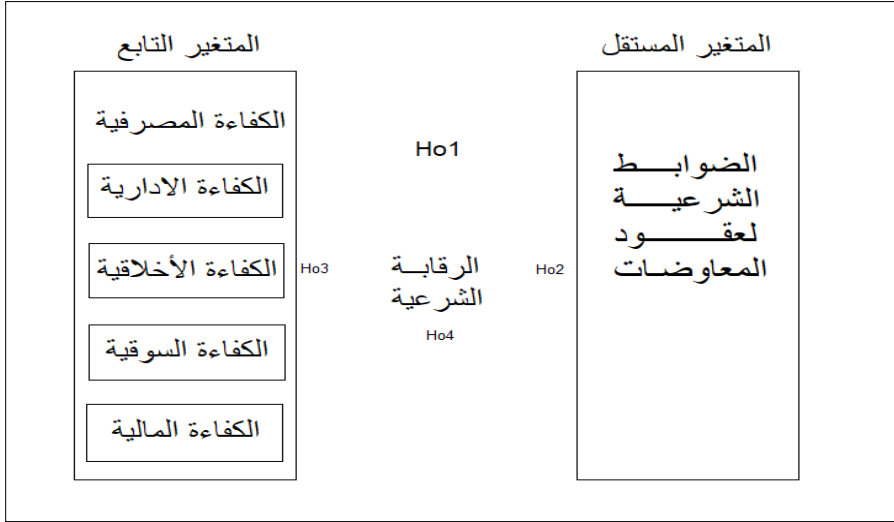 المتغير المستقل
المتغير التابع
الضوابط
الشرعية
لعقود
المعاوضات
Ho1
Ho2
الرقابة
الشرعية
Ho4
Ho3
الكفاءة المصرفية
الكفاءة الادارية
الكفاءة الأخلاقية
الكفاءة السوقية
الكفاءة المالية